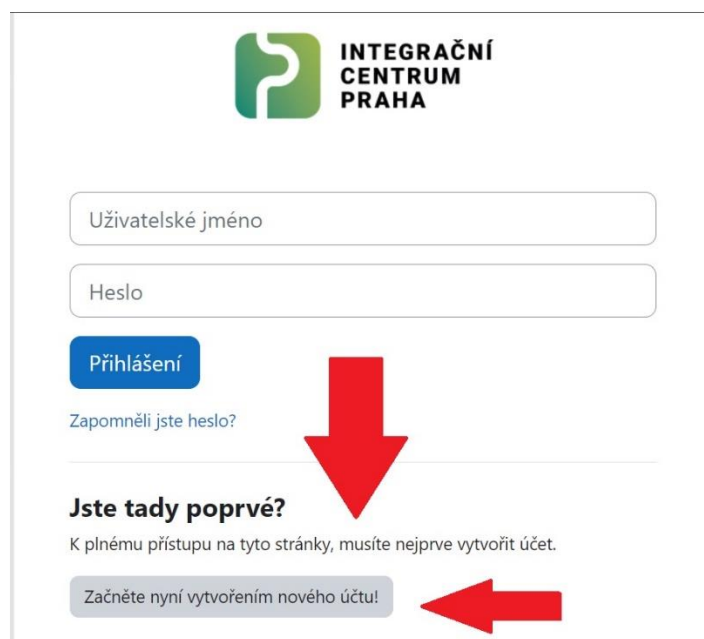 INTEGRAČNÍ
CENTRUM
PRAHA
Uživatelské jméno
Heslo
Přihlášení
Zapomněli jste heslo?
Jste tady poprvé?
K plnému přístupu na tyto stránky, musíte nejprve vytvořit účet.
Začněte nyní vytvořením nového účtu!